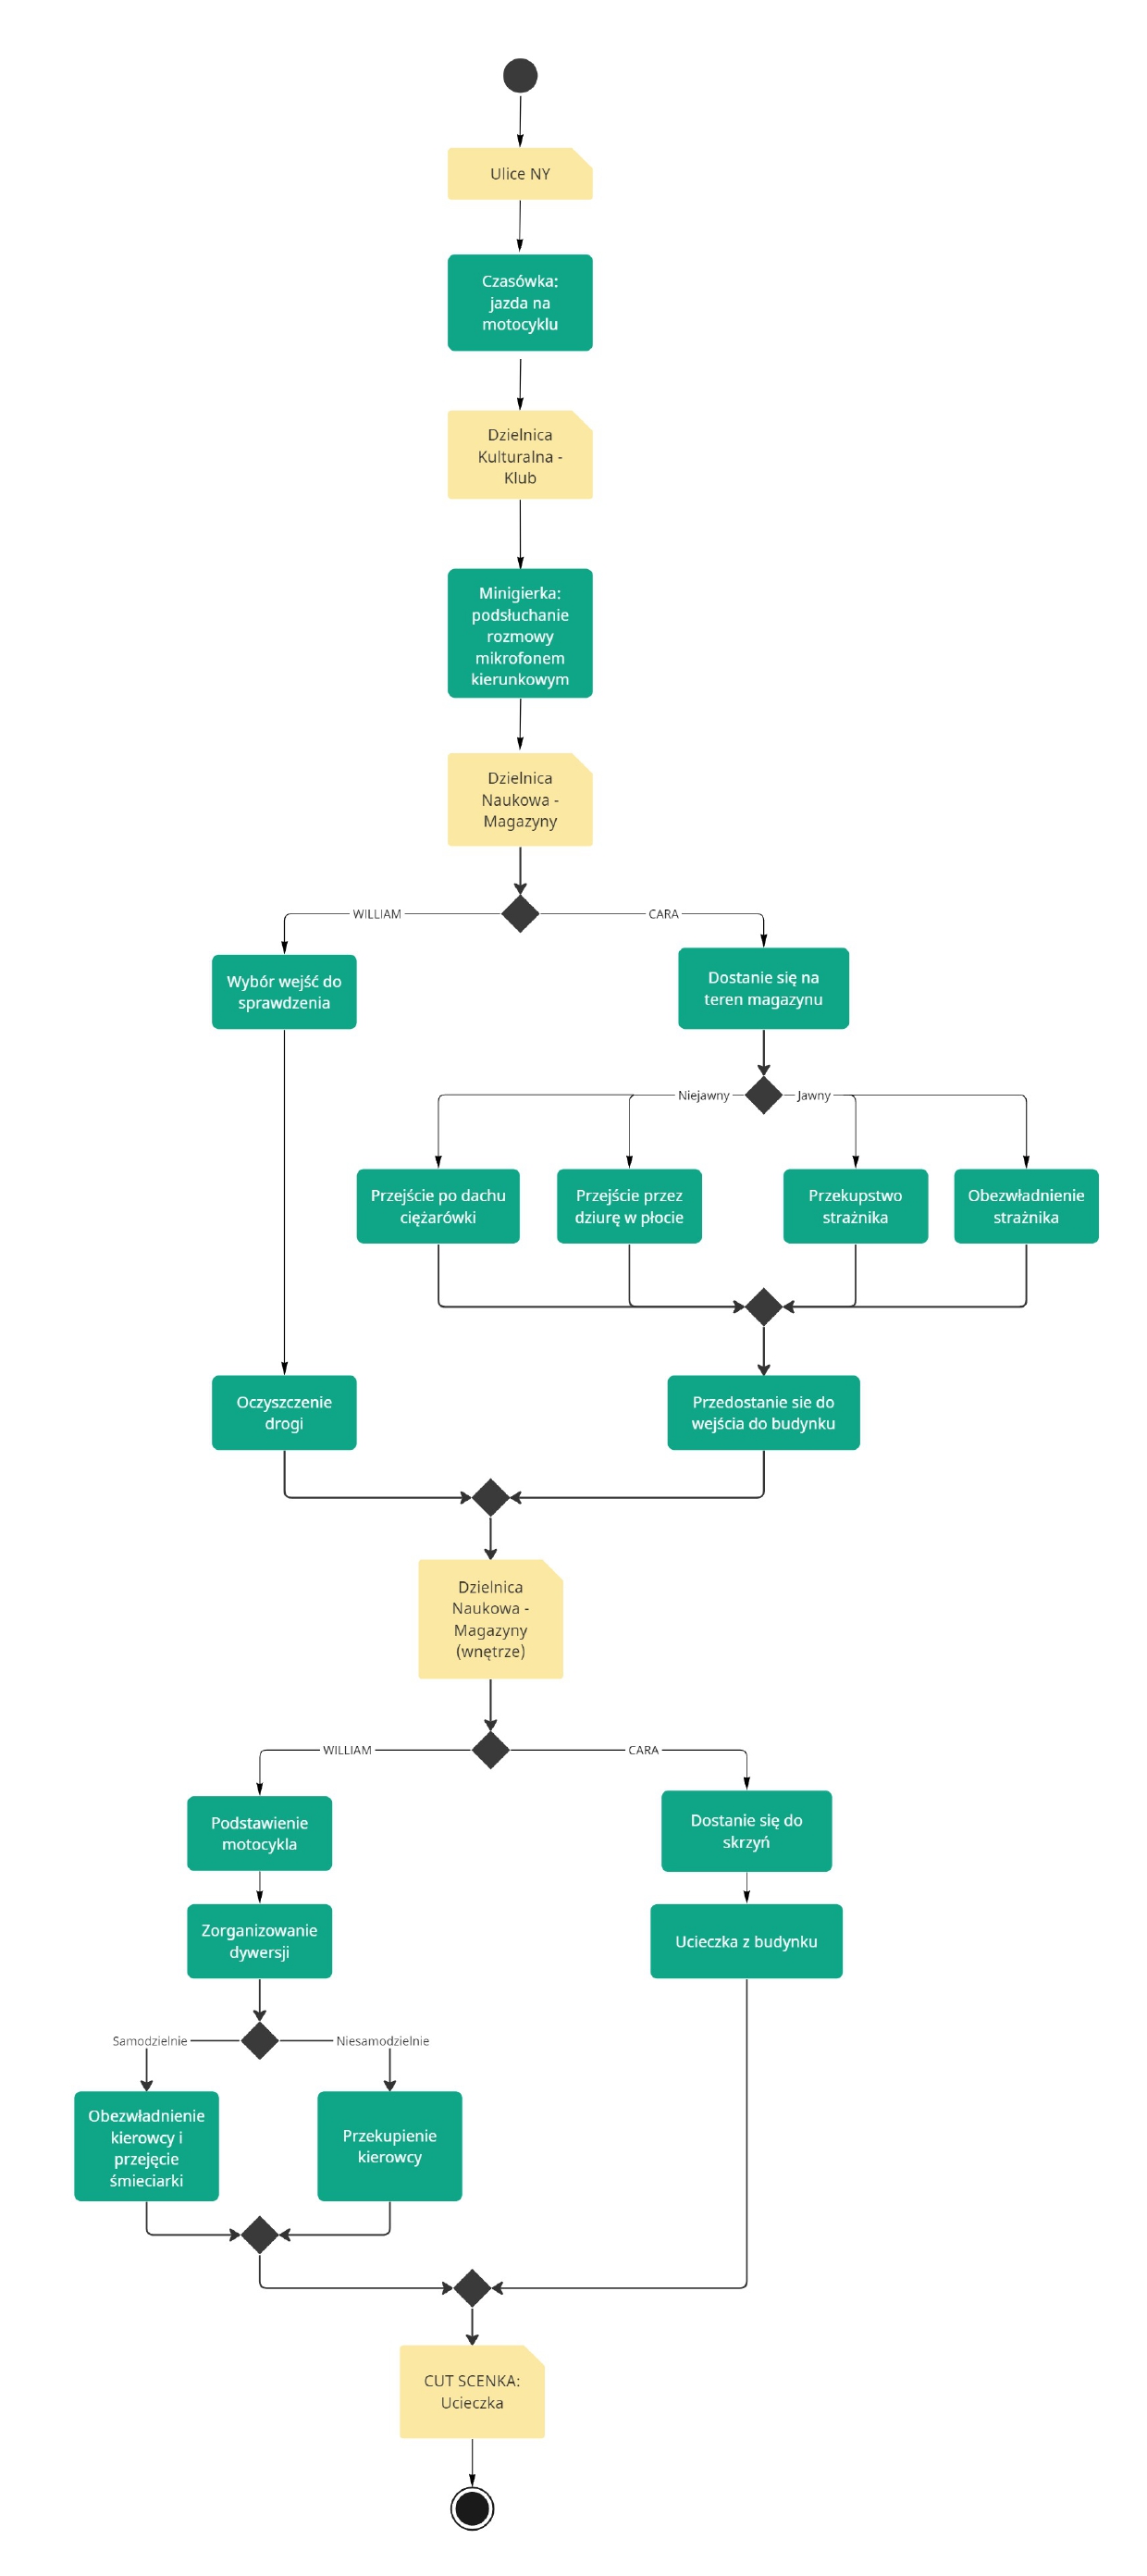 Ulice NY
Czasówka:
jazda na
motocyklu
Dzielnica
Kulturalna -
Klub
Minigierka:
podsłuchanie
rozmowy
mikrofonem
kierunkowym
Dzielnica
Naukowa -
Magazyny
WILLIAM
CARA
Wybór wejść do
sprawdzenia
Dostanie się na
teren magazynu
Niejawny
Jawny
Przejście po dachu
ciężarówki
Przejście przez
dziurę w płocie
Przekupstwo
strażnika
Obezwładnienie
strażnika
Oczyszczenie
drogi
Przedostanie sie do
wejścia do budynku
Dzielnica
Naukowa -
Magazyny
(wnętrze)
WILLIAM
CARA
Podstawienie
motocykla
Dostanie się do
skrzyń
Zorganizowanie
dywersji
Ucieczka z budynku
Samodzielnie
Niesamodzielnie
Obezwładnienie
kierowcy i
przejęcie
śmieciarki
Przekupienie
kierowcy
CUT SCENKA:
Ucieczka